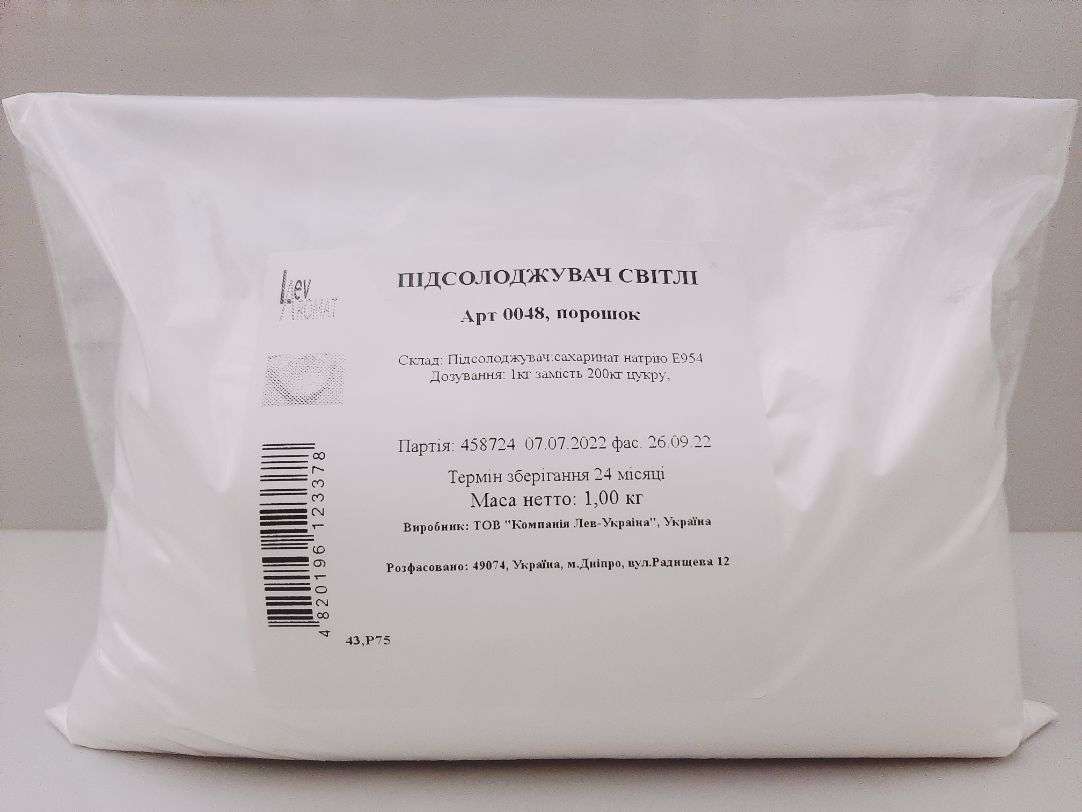 Lev
AROMAT
ПІДСОЛОДЖУВАЧ СВІТЛІ
Арт 0048, порошок
Склад: Підсолоджувач:сахаринат натрію Е954
Дозування: 1кг замість 200кг цукру,
Партія: 458724 07.07.2022 фас. 26.09.22
Термін зберігання 24 місяці
Маса нетто: 1,00 кг
Виробник: ТОВ "Компанія Лев-Україна", Україна
Розфасовано: 49074, Україна, м.Дніпро, вул.Радищева 12
4 820196 123378
43,Р75